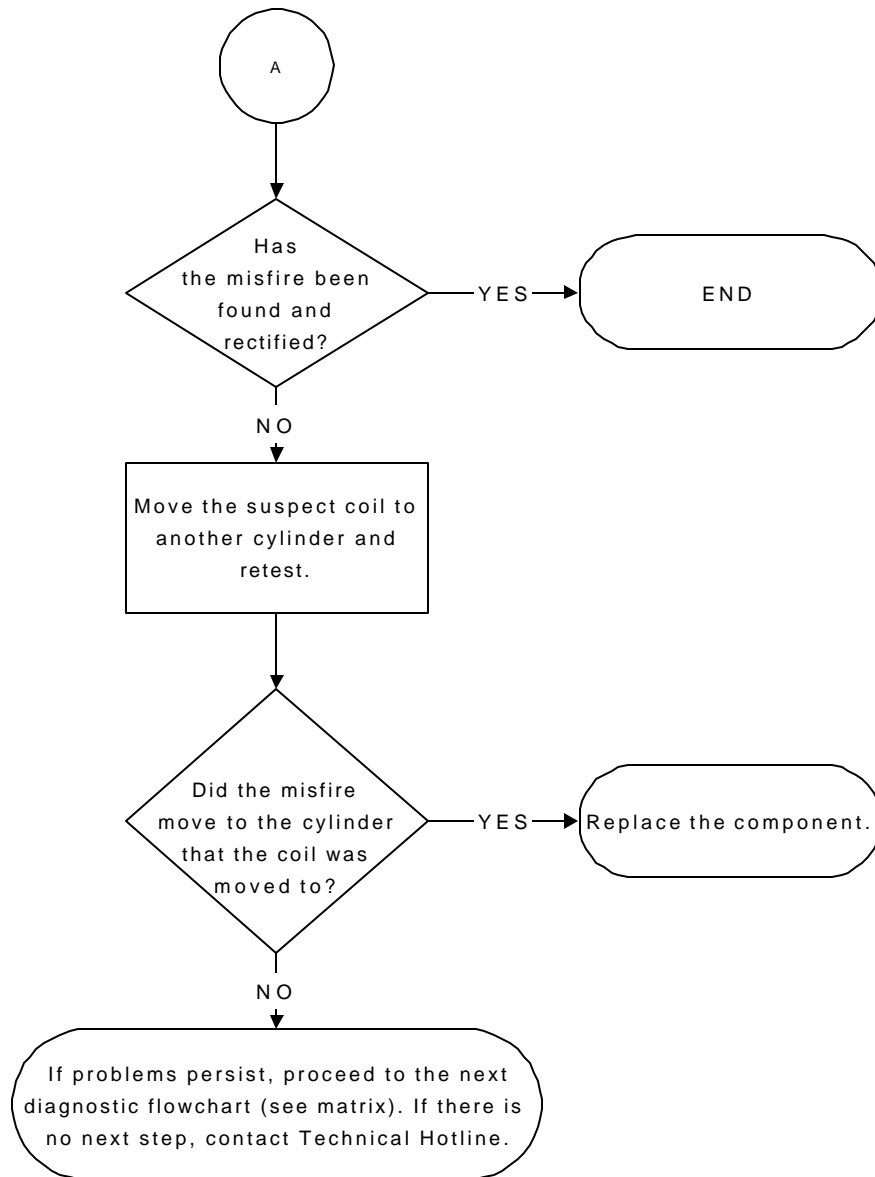 A
Has
the misfire been
found and
rectified?
YES
END
NO
Move the suspect coil to
another cylinder and
retest.
Did the misfire
move to the cylinder
that the coil was
moved to?
YES
Replace the component.
NO
If problems persist, proceed to the next
diagnostic flowchart (see matrix). If there is
no next step, contact Technical Hotline.